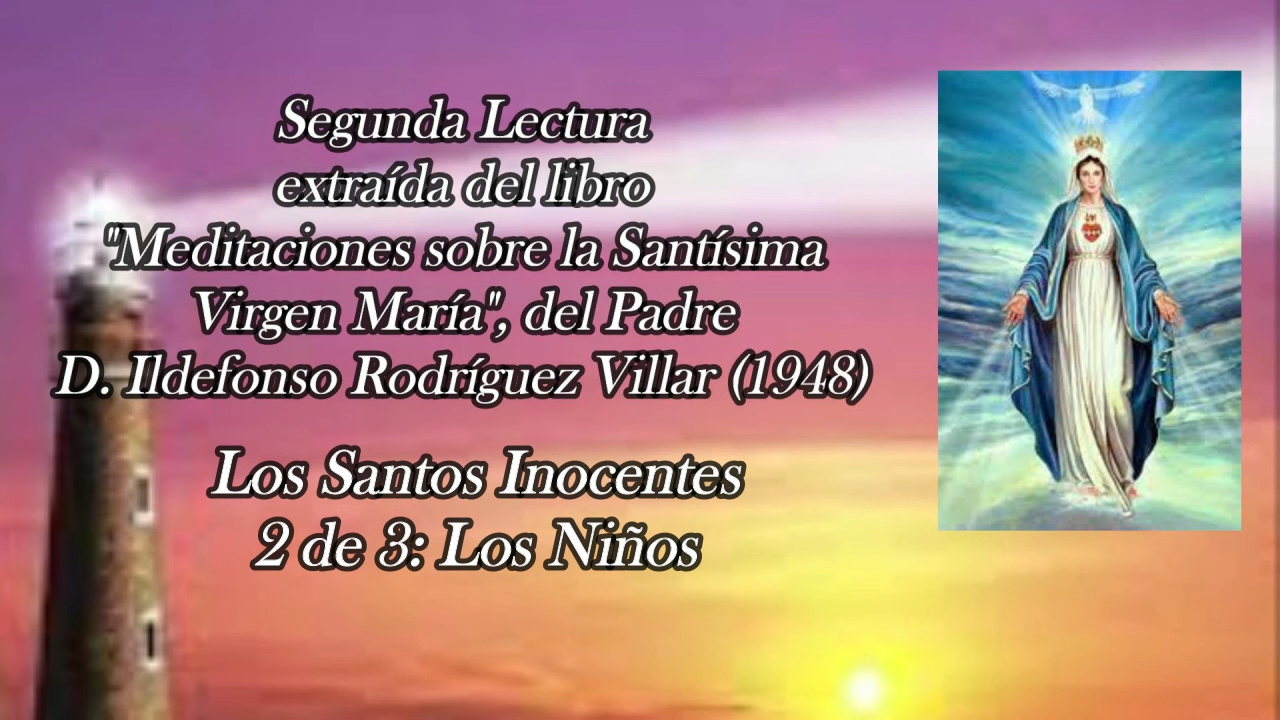 Segunda Lectura
extraída del libro
"Meditaciones sobre la Santísima
Virgen María", del Padre
D. Ildefonso Rodríguez Villar (1948)
Los Santos Inocentes
2 de 3: Los Niños